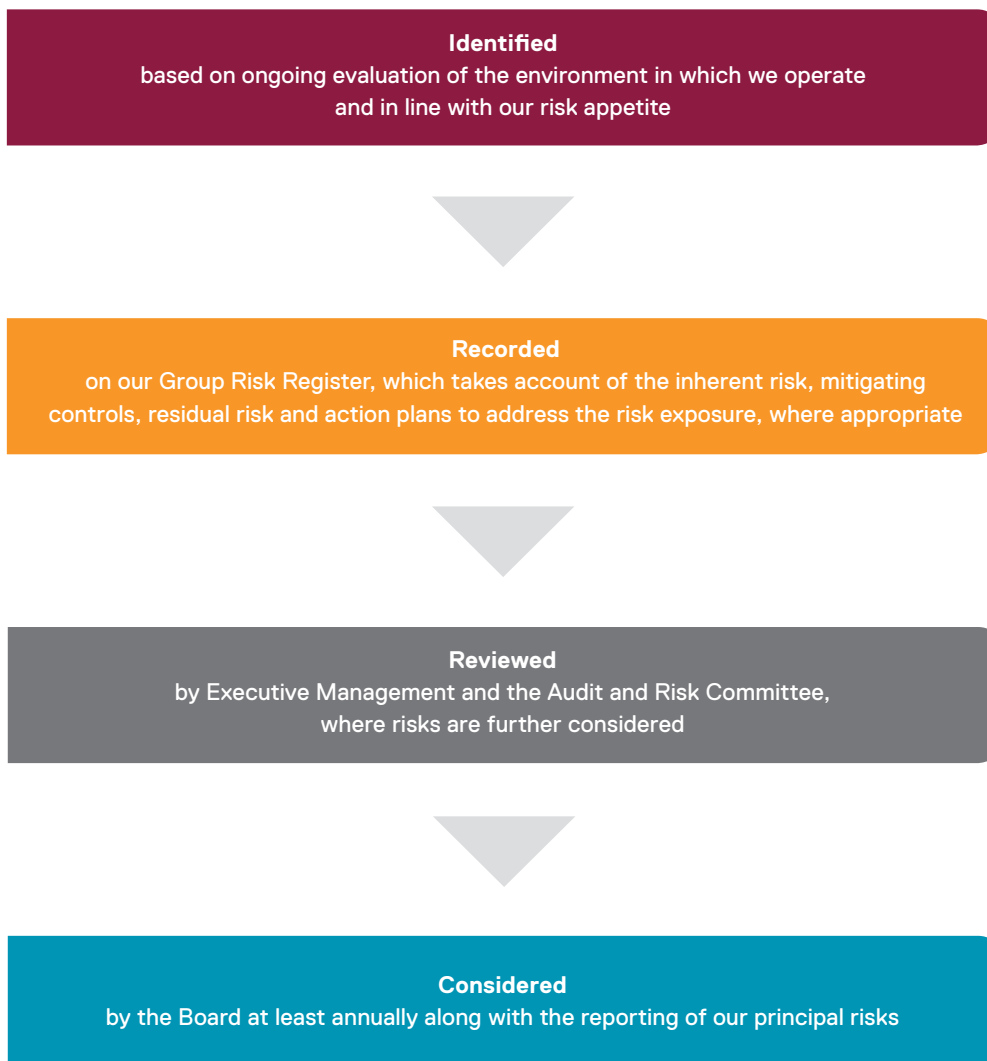 Identified
based on ongoing evaluation of the environment in which we operate
and in line with our risk appetite
Recorded
on our Group Risk Register, which takes account of the inherent risk, mitigating
controls, residual risk and action plans to address the risk exposure, where appropriate
Reviewed
by Executive Management and the Audit and Risk Committee,
where risks are further considered
Considered
by the Board at least annually along with the reporting of our principal risks